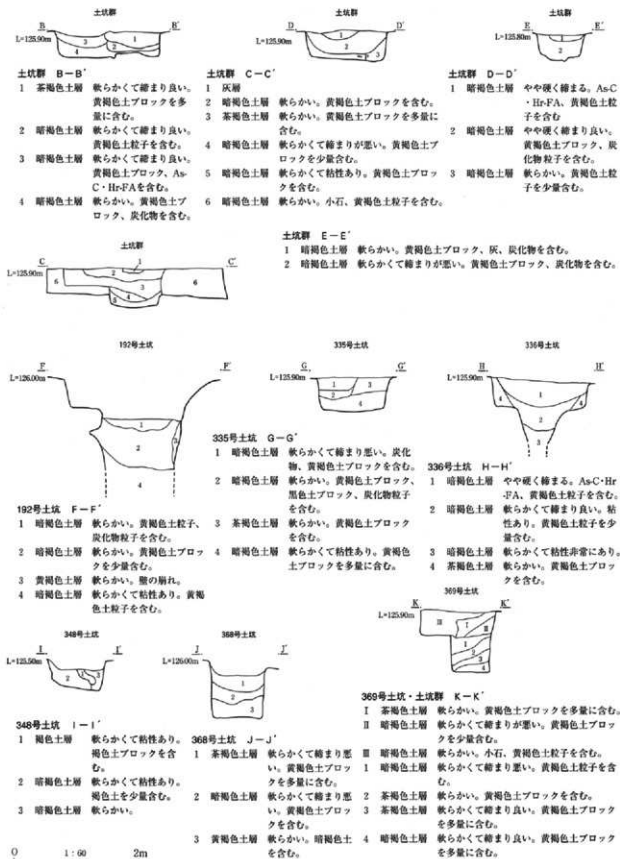 土坑群
B B´
L=125.90m
3 1
4 2
土坑群
D D´
L=125.90m
1
2
3
土坑群
E E´
L=125.80m
1
2
土坑群 B－B´
1 茶褐色土層 軟らかくて締まり良い。
黄褐色土ブロックを多
量に含む。
2 暗褐色土層 軟らかくて締まり良い。
黄褐色土粒子を含む。
3 暗褐色土層 軟らかくて締まり良い。
黄褐色土ブロック、As-
C・Hr-FAを含む。
4 暗褐色土層 軟らかい。黄褐色土ブ
ロック、炭化物を含む。
土坑群 C－C´
1 灰層
2 暗褐色土層 軟らかい。黄褐色土ブロックを含む。
3 茶褐色土層 軟らかい。黄褐色土ブロックを多量に
含む。
4 暗褐色土層 軟らかくて締まりが悪い。黄褐色土ブ
ロックを少量含む。
5 暗褐色土層 軟らかくて粘性あり。黄褐色土ブロッ
クを含む。
6 暗褐色土層 軟らかい。小石、黄褐色土粒子を含む。
土坑群 D－D´
1 暗褐色土層 やや硬く締まる。As-C
・Hr-FA、黄褐色土粒
子を含む
2 暗褐色土層 やや硬く締まり良い。
黄褐色土ブロック、炭
化物粒子を含む。
3 暗褐色土層 軟らかい。黄褐色土粒
子を少量含む。
土坑群 E－E´
1 暗褐色土層 軟らかい。黄褐色土ブロック、灰、炭化物を含む。
2 暗褐色土層 軟らかくて締まりが悪い。黄褐色土ブロック、炭化物を含む。
土坑群
C C´
L=125.90m
1
6 2 3 6
5 4
192号土坑
F F´
L=126.00m
1
2 3
4
335号土坑
G G´
L=125.90m
1 3
2 4
336号土坑
H H´
L=125.90m
4 1 4
2
3
335号土坑 G－G´
1 暗褐色土層 軟らかくて締まり悪い。炭化
物、黄褐色土ブロックを含む。
2 暗褐色土層 軟らかい。黄褐色土ブロック、
黒色土ブロック、炭化物粒子
を含む。
3 茶褐色土層 軟らかい。黄褐色土ブロック
を含む。
4 暗褐色土層 軟らかくて粘性あり。黄褐色
土ブロックを多量に含む。
336号土坑 H－H´
1 暗褐色土層 やや硬く締まる。As-C・Hr
-FA、黄褐色土粒子を含む。
2 暗褐色土層 軟らかくて締まり良い。粘
性あり。黄褐色土粒子を少
量含む。
3 暗褐色土層 軟らかくて粘性非常にあり。
4 茶褐色土層 軟らかい。黄褐色土ブロッ
クを含む。
192号土坑 F－F´
1 暗褐色土層 軟らかい。黄褐色土粒子、
炭化物粒子を含む。
2 暗褐色土層 軟らかい。黄褐色土ブロッ
クを少量含む。
3 黄褐色土層 軟らかい。壁の崩れ。
4 暗褐色土層 軟らかくて粘性あり。黄褐
色土粒子を含む。
348号土坑
I I´
L=125.50m
2 1 3
368号土坑
J J´
L=126.00m
1
2
3
369号土坑
K K´
L=125.90m
Ⅲ Ⅰ Ⅱ
1
2
3
4
348号土坑 I－I´
1 褐色土層 軟らかくて粘性あり。
褐色土ブロックを含
む。
2 暗褐色土層 軟らかくて粘性あり。
褐色土を少量含む。
3 暗褐色土層 軟らかい。
368号土坑 J－J´
1 茶褐色土層 軟らかくて締まり悪
い。黄褐色土ブロッ
クを多量に含む。
2 暗褐色土層 軟らかくて締まり悪
い。黄褐色土ブロッ
クを含む。
3 黄褐色土層 軟らかい。暗褐色土
を含む。
369号土坑・土坑群 K－K´
Ⅰ 茶褐色土層 軟らかい。黄褐色土ブロックを多量に含む。
Ⅱ 暗褐色土層 軟らかくて締まりが悪い。黄褐色土ブロッ
クを少量含む。
Ⅲ 暗褐色土層 軟らかい。小石、黄褐色土粒子を含む。
1 暗褐色土層 軟らかくて締まり悪い。黄褐色土粒子を含
む。
2 茶褐色土層 軟らかい。黄褐色土ブロックを含む。
3 茶褐色土層 軟らかくて締まり良い。黄褐色土ブロック
を多量に含む。
4 暗褐色土層 軟らかくて締まり良い。黄褐色土ブロック
を多量に含む。
0 1：60 2m